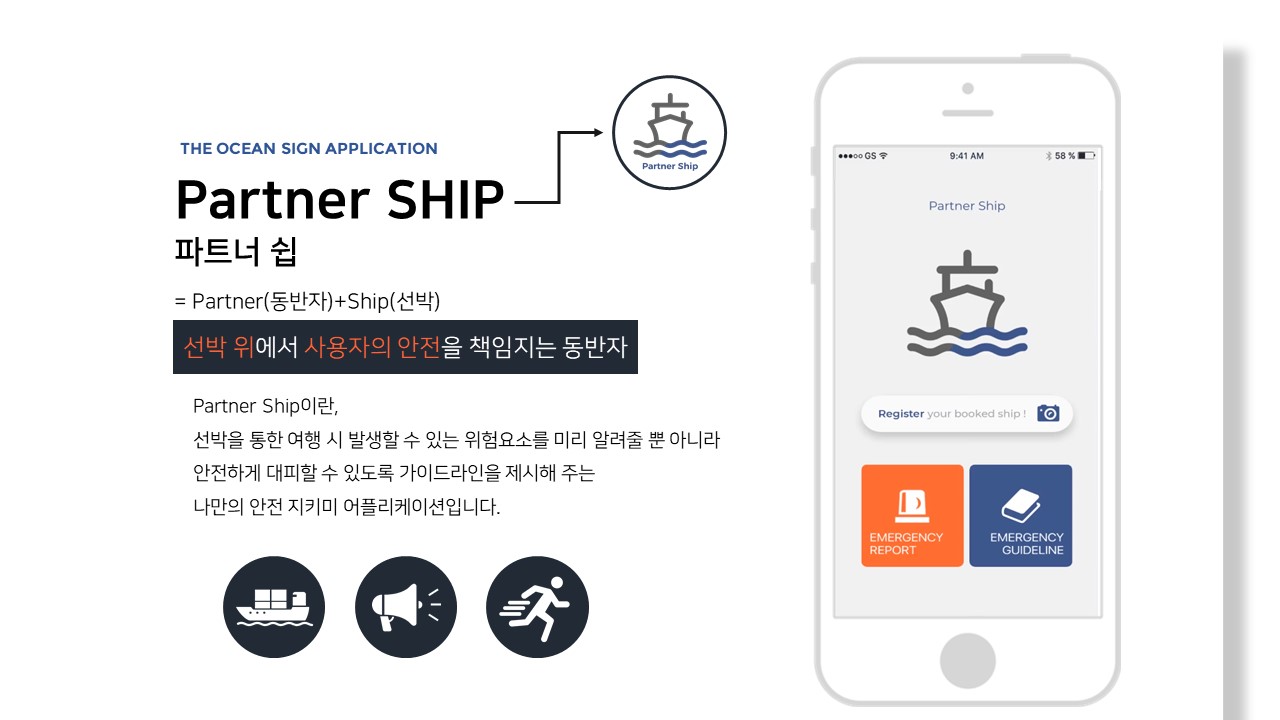 THE OCEAN SIGN APPLICATION
Partner SHIP
파트너 쉽
= Partner(동반자)+Ship(선박)
선박 위에서 사용자의 안전을 책임지는 동반자
Partner Ship이란,
선박을 통한 여행 시 발생할 수 있는 위험요소를 미리 알려줄 뿐 아니라
안전하게 대피할 수 있도록 가이드라인을 제시해 주는
나만의 안전 지키미 어플리케이션입니다.
Partner Ship
GS 9:41 AM 58 %
Partner Ship
Register your booked ship !
EMERGENCY
REPORT
EMERGENCY
GUIDELINE